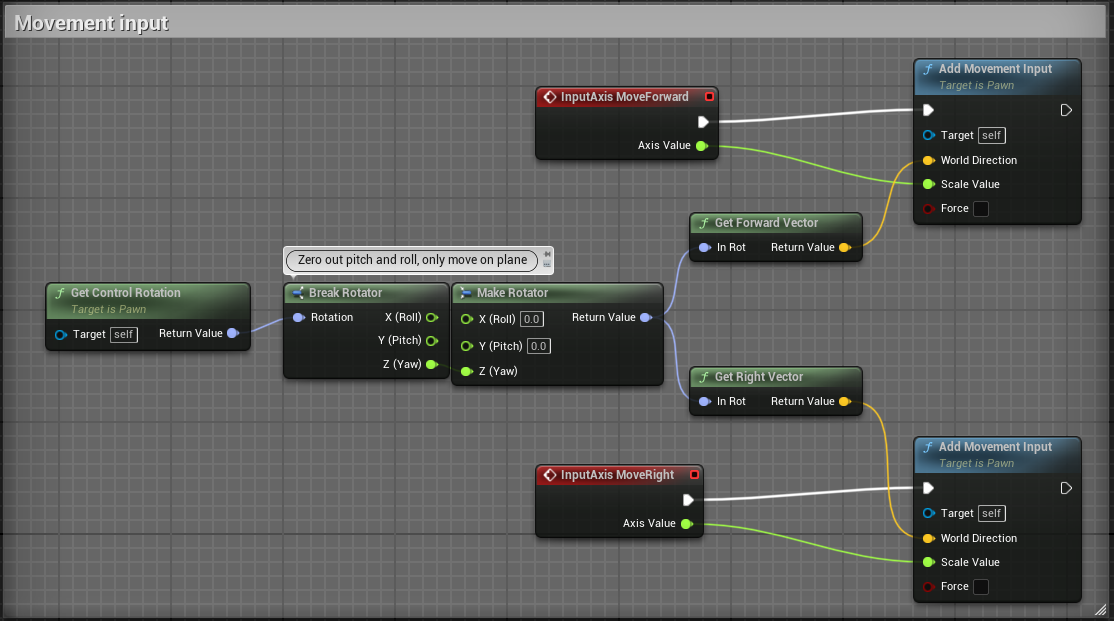 Movement input
InputAxis MoveForward
Axis Value
Add Movement Input
Target is Pawn
Target self
World Direction
Scale Value
Force
Get Forward Vector
In Rot Return Value
Zero out pitch and roll, only move on plane
Get Control Rotation
Target is Pawn
Target self Return Value
Break Rotator
Rotation X (Roll)
Y (Pitch)
Z (Yaw)
Make Rotator
X (Roll) 0.0 Return Value
Y (Pitch) 0.0
Z (Yaw)
Get Right Vector
In Rot Return Value
InputAxis MoveRight
Axis Value
Add Movement Input
Target is Pawn
Target self
World Direction
Scale Value
Force